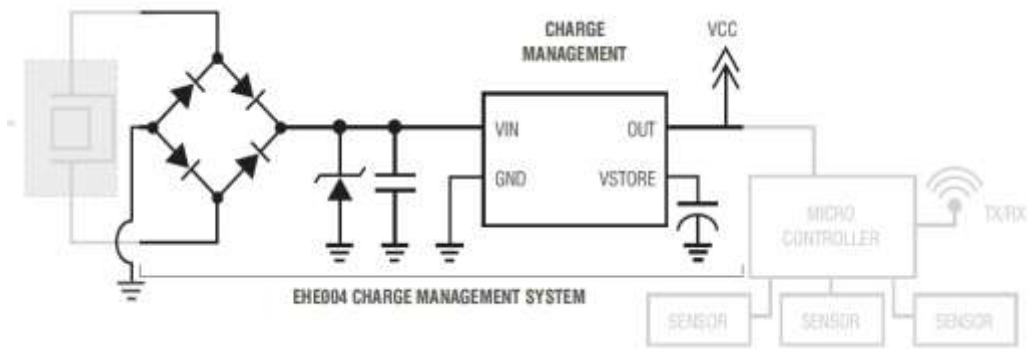 CHARGE
MANAGEMENT
VCC
VIN
OUT
GND
VSTORE
MICRO
CONTROLLER
TX/RX
EHE004 CHARGE MANAGEMENT SYSTEM
SENSOR
SENSOR
SENSOR